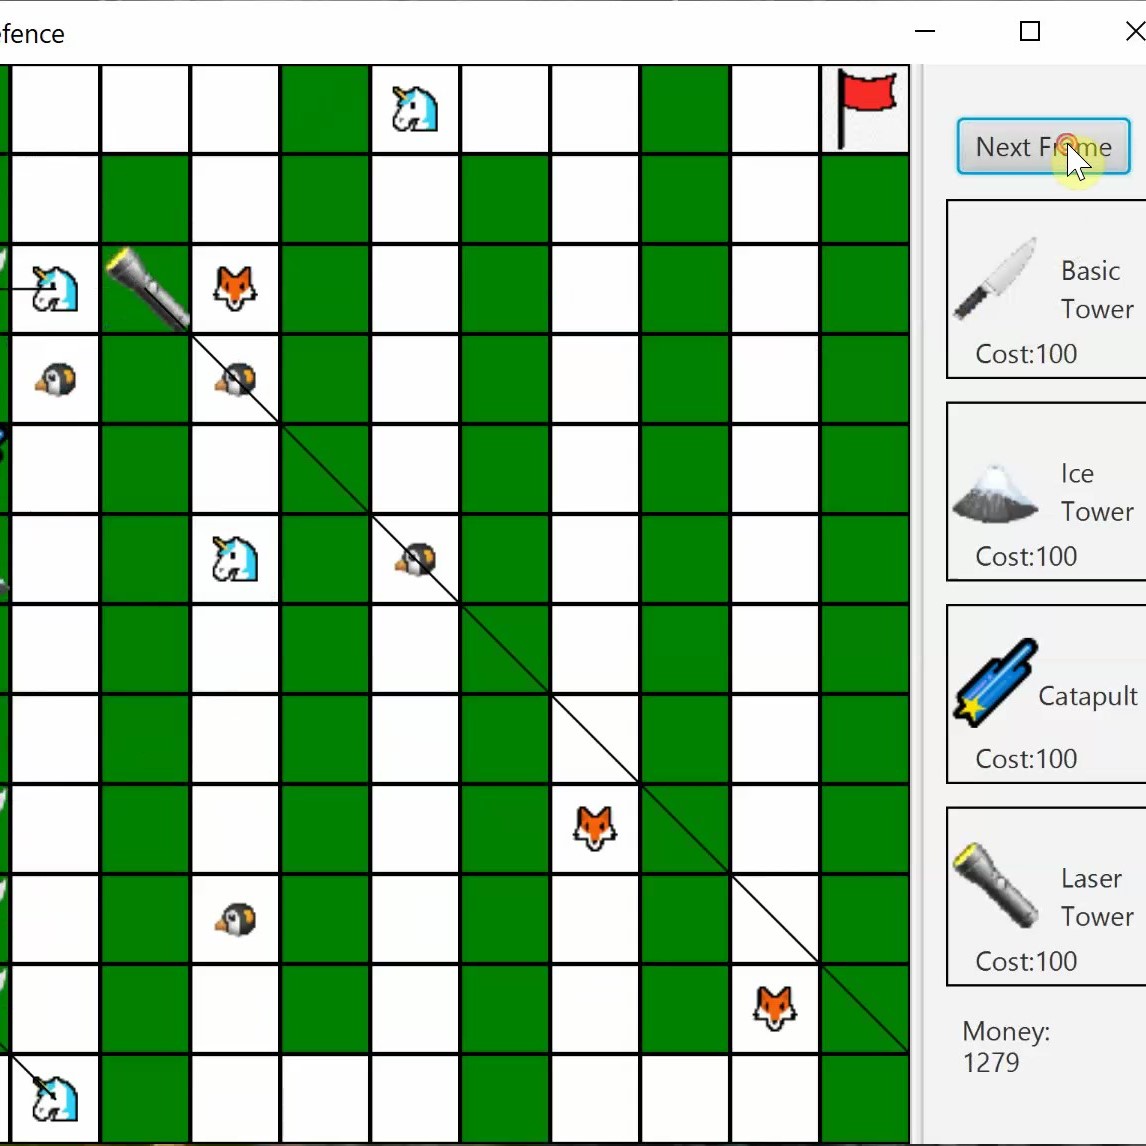 efence
Next Frame
Basic
Tower
Cost:100
Ice
Tower
Cost:100
Catapult
Cost:100
Laser
Tower
Cost:100
Money:
1279